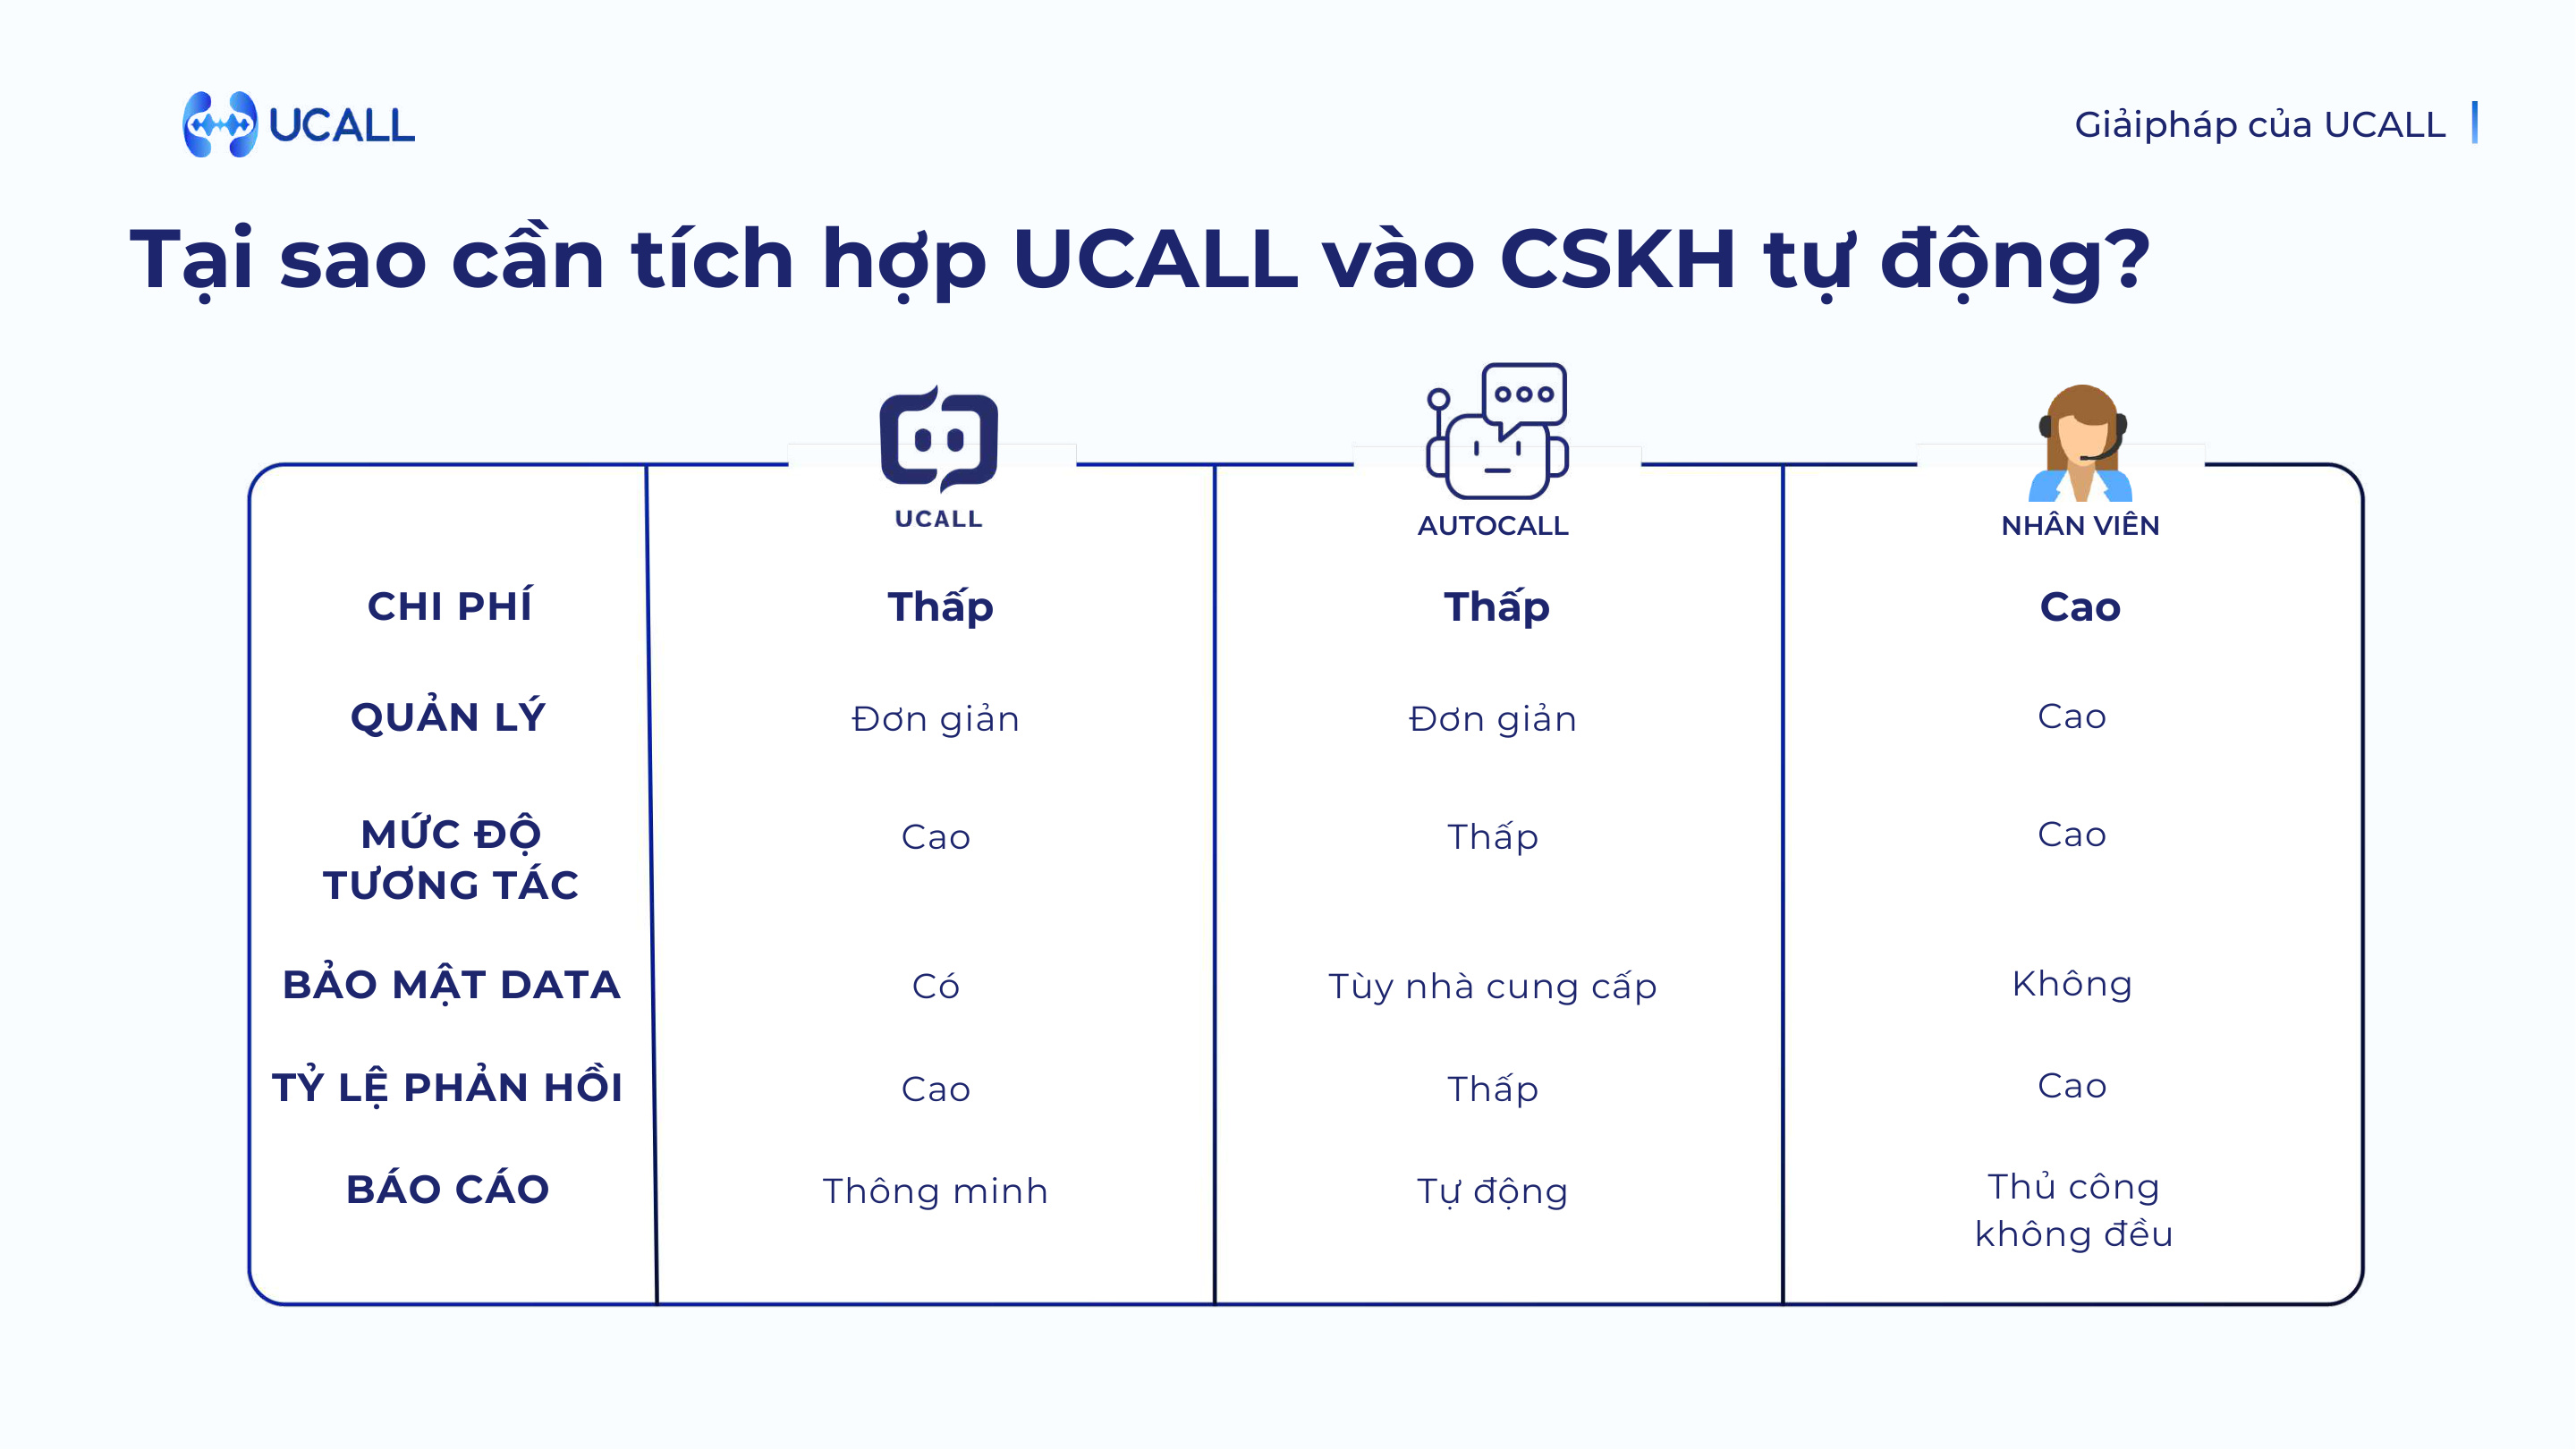 UCALL
Giảipháp của UCALL
Tại sao cần tích hợp UCALL vào CSKH tự động?
UCALL
AUTOCALL
NHÂN VIÊN
CHI PHÍ
Thấp
Thấp
Cao
QUẢN LÝ
Đơn giản
Đơn giản
Cao
MỨC ĐỘ
TƯƠNG TÁC
Cao
Thấp
Cao
BẢO MẬT DATA
Có
Tùy nhà cung cấp
Không
TỶ LỆ PHẢN HỒI
Cao
Thấp
Cao
BÁO CÁO
Thông minh
Tự động
Thủ công
không đều